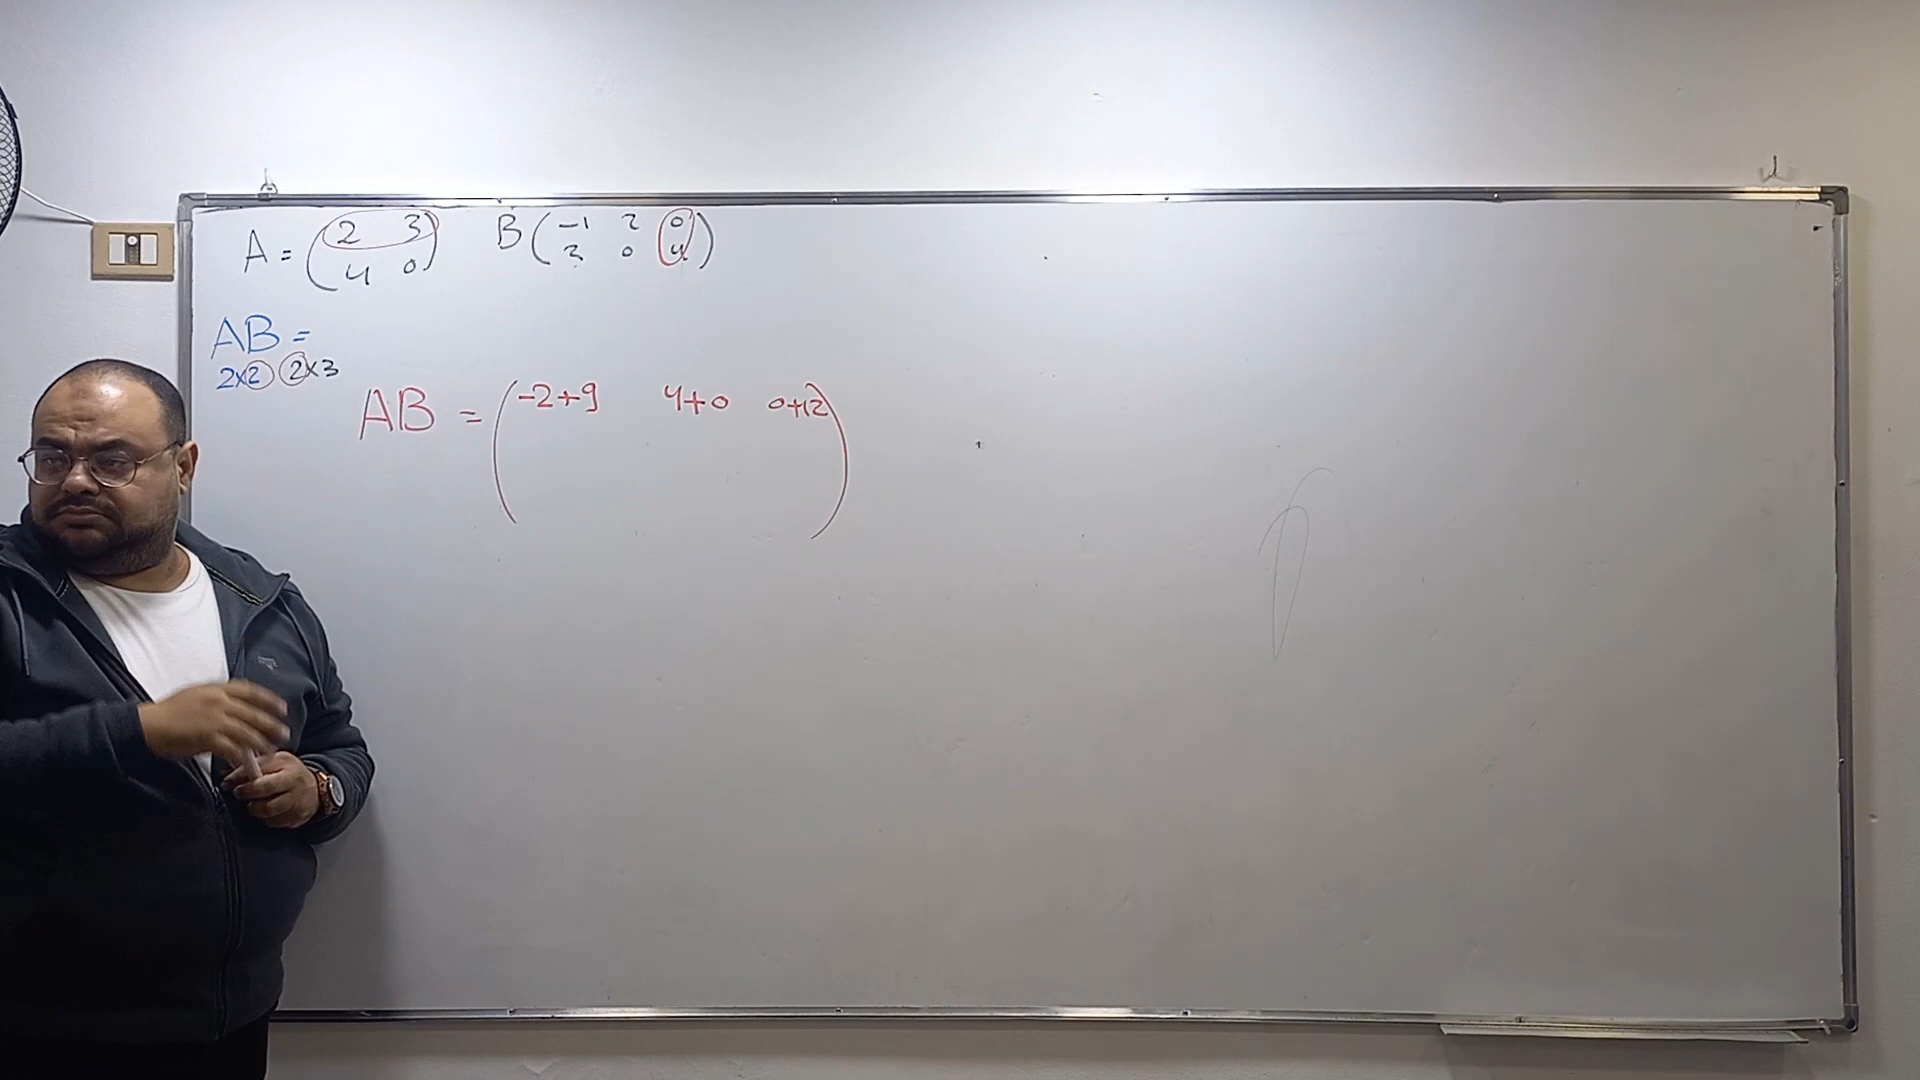 A = ( 2 3 ) B ( -1 2 0 )
( 4 0 ) ( 3 0 4 )
AB =
2x2 2x3
AB = ( -2+9 4+0 0+12 )